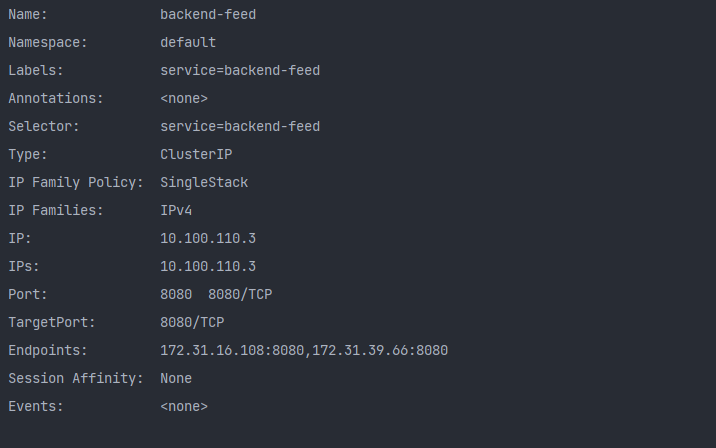 Name:              backend-feed
Namespace:         default
Labels:            service=backend-feed
Annotations:       <none>
Selector:          service=backend-feed
Type:              ClusterIP
IP Family Policy:  SingleStack
IP Families:       IPv4
IP:                10.100.110.3
IPs:               10.100.110.3
Port:              8080  8080/TCP
TargetPort:        8080/TCP
Endpoints:         172.31.16.108:8080,172.31.39.66:8080
Session Affinity:  None
Events:            <none>